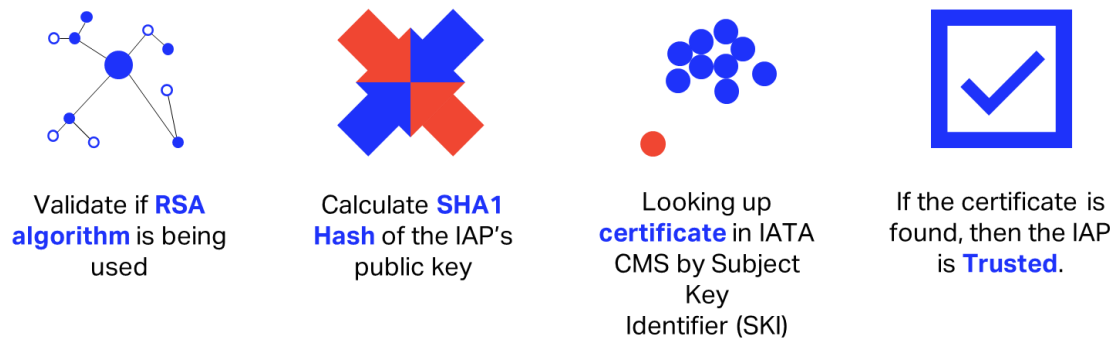 Validate if RSA
algorithm is being
used
Calculate SHA1
Hash of the IAP's
public key
Looking up
certificate in IATA
CMS by Subject
Key
Identifier (SKI)
If the certificate is
found, then the IAP
is Trusted.